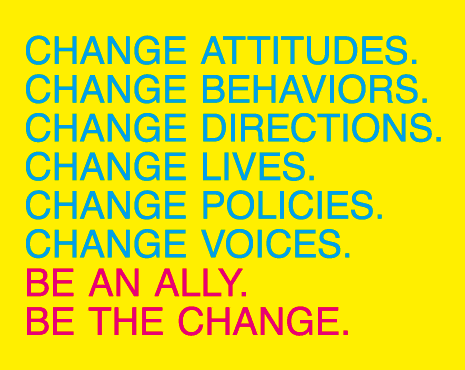 CHANGE ATTITUDES.
CHANGE BEHAVIORS.
CHANGE DIRECTIONS.
CHANGE LIVES.
CHANGE POLICIES.
CHANGE VOICES.
BE AN ALLY.
BE THE CHANGE.